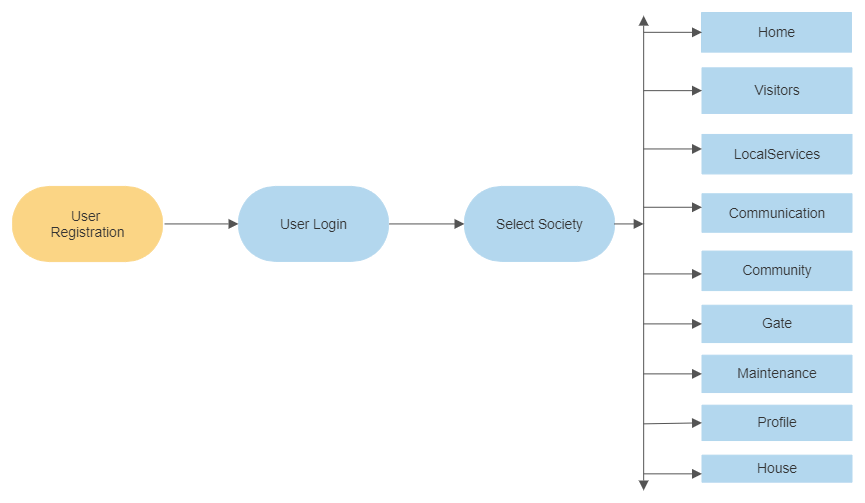 User
Registration
User Login
Select Society
Home
Visitors
LocalServices
Communication
Community
Gate
Maintenance
Profile
House